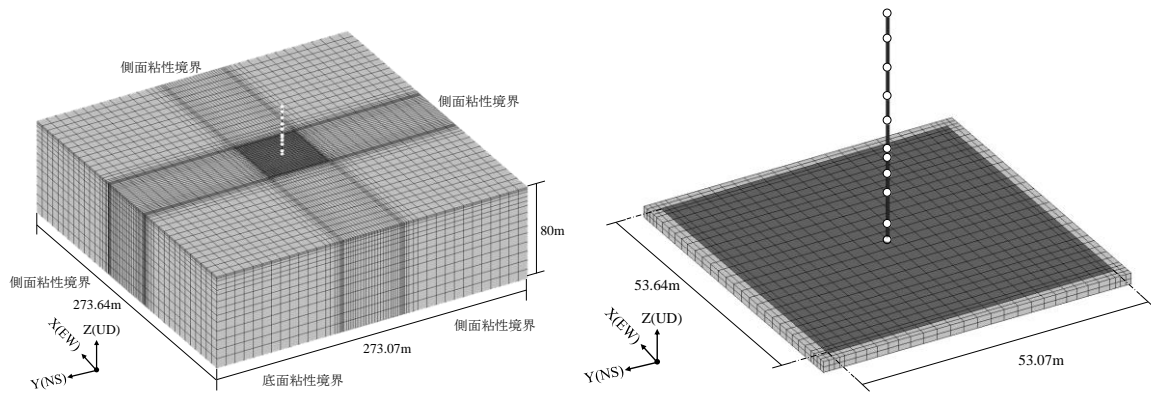 側面粘性境界
側面粘性境界
80m
側面粘性境界
273.64m
側面粘性境界
273.07m
底面粘性境界
X(EW)
Z(UD)
Y(NS)
53.64m
53.07m
X(EW)
Z(UD)
Y(NS)